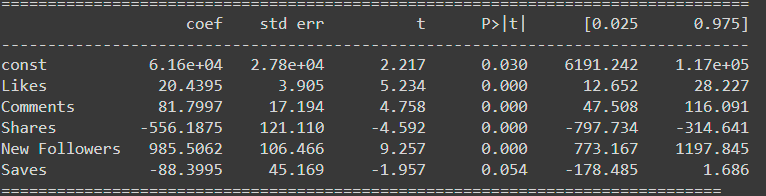 coef std err t P>|t| [0.025 0.975]
const 6.16e+04 2.78e+04 2.217 0.030 6191.242 1.17e+05
Likes 20.4395 3.905 5.234 0.000 12.652 28.227
Comments 81.7997 17.194 4.758 0.000 47.508 116.091
Shares -556.1875 121.110 -4.592 0.000 -797.734 -314.641
New Followers 985.5062 106.466 9.257 0.000 773.167 1197.845
Saves -88.3995 45.169 -1.957 0.054 -178.485 1.686